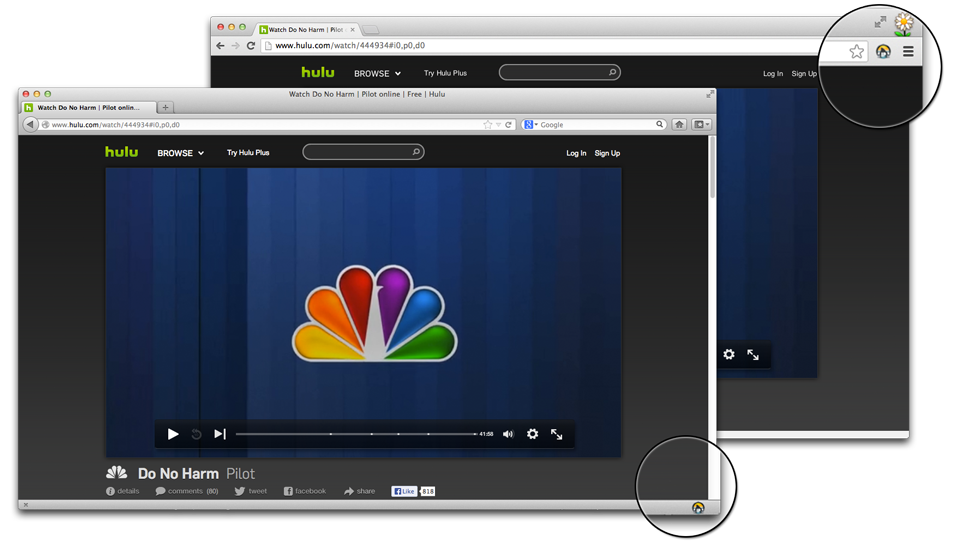 Watch Do No Harm | Pilot
www.hulu.com/watch/444934#i0,p0,d0
hulu BROWSE Try Hulu Plus Log In Sign Up
Watch Do No Harm | Pilot online | Free | Hulu
Watch Do No Harm | Pilot onlin...
www.hulu.com/watch/444934#i0,p0,d0 Google
hulu BROWSE Try Hulu Plus Log In Sign Up
41:58
Do No Harm Pilot
details comments (80) tweet facebook share Like 818